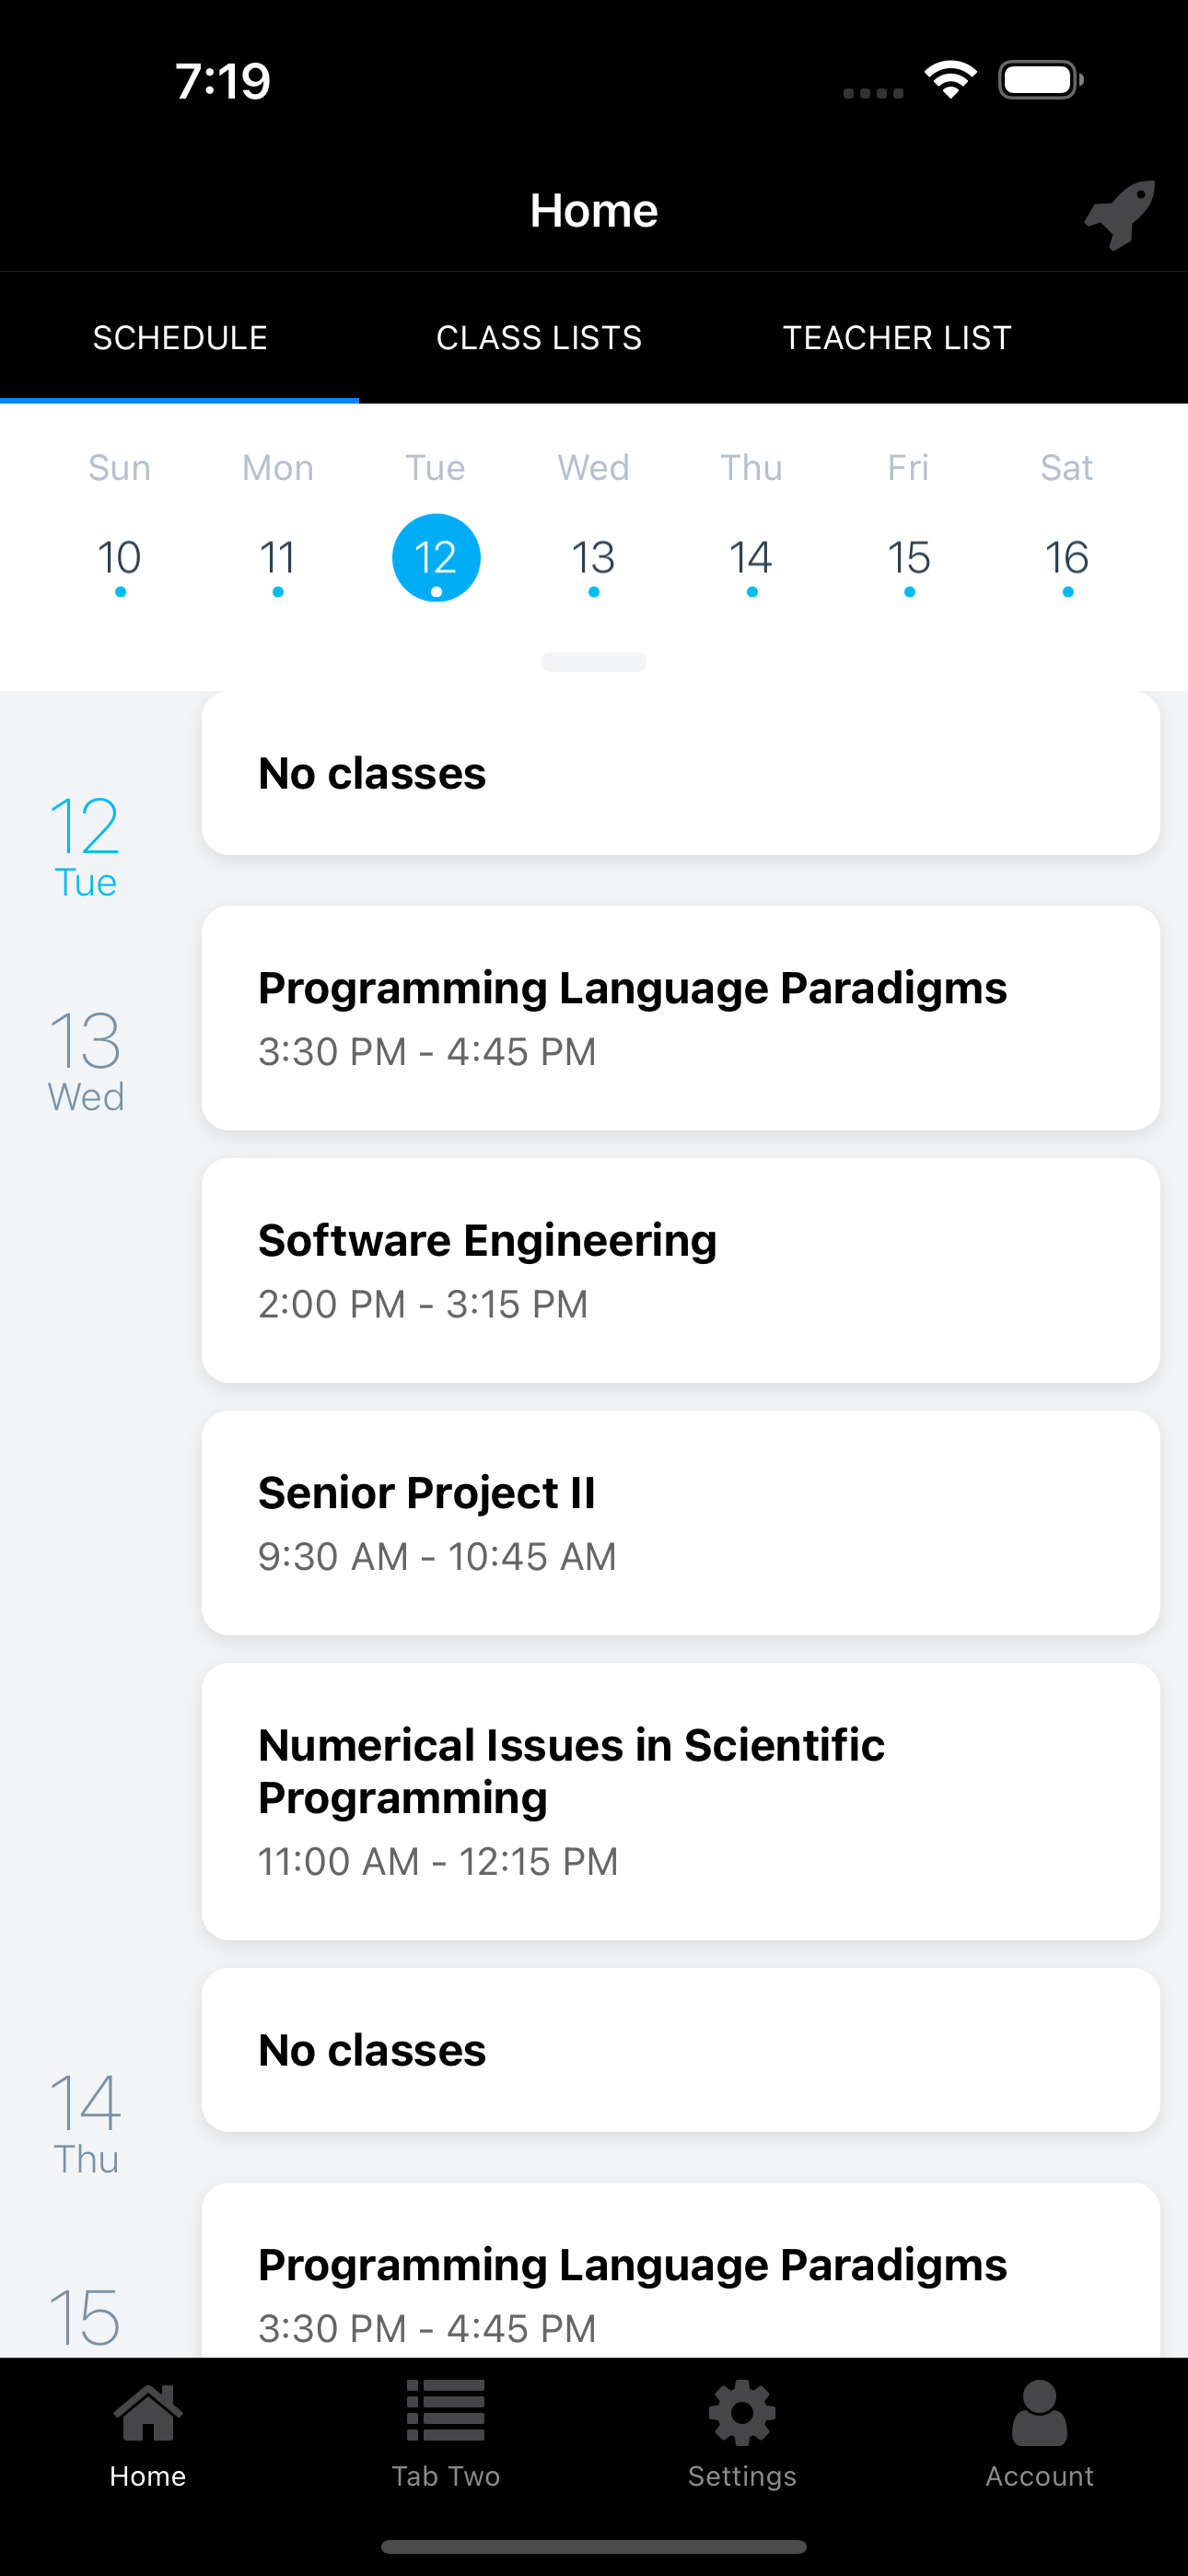 7:19
Home
SCHEDULE CLASS LISTS TEACHER LIST
Sun Mon Tue Wed Thu Fri Sat
10 11 12 13 14 15 16
12
Tue
No classes
13
Wed
Programming Language Paradigms
3:30 PM - 4:45 PM
Software Engineering
2:00 PM - 3:15 PM
Senior Project II
9:30 AM - 10:45 AM
Numerical Issues in Scientific
Programming
11:00 AM - 12:15 PM
14
Thu
No classes
15
Programming Language Paradigms
3:30 PM - 4:45 PM
Home Tab Two Settings Account